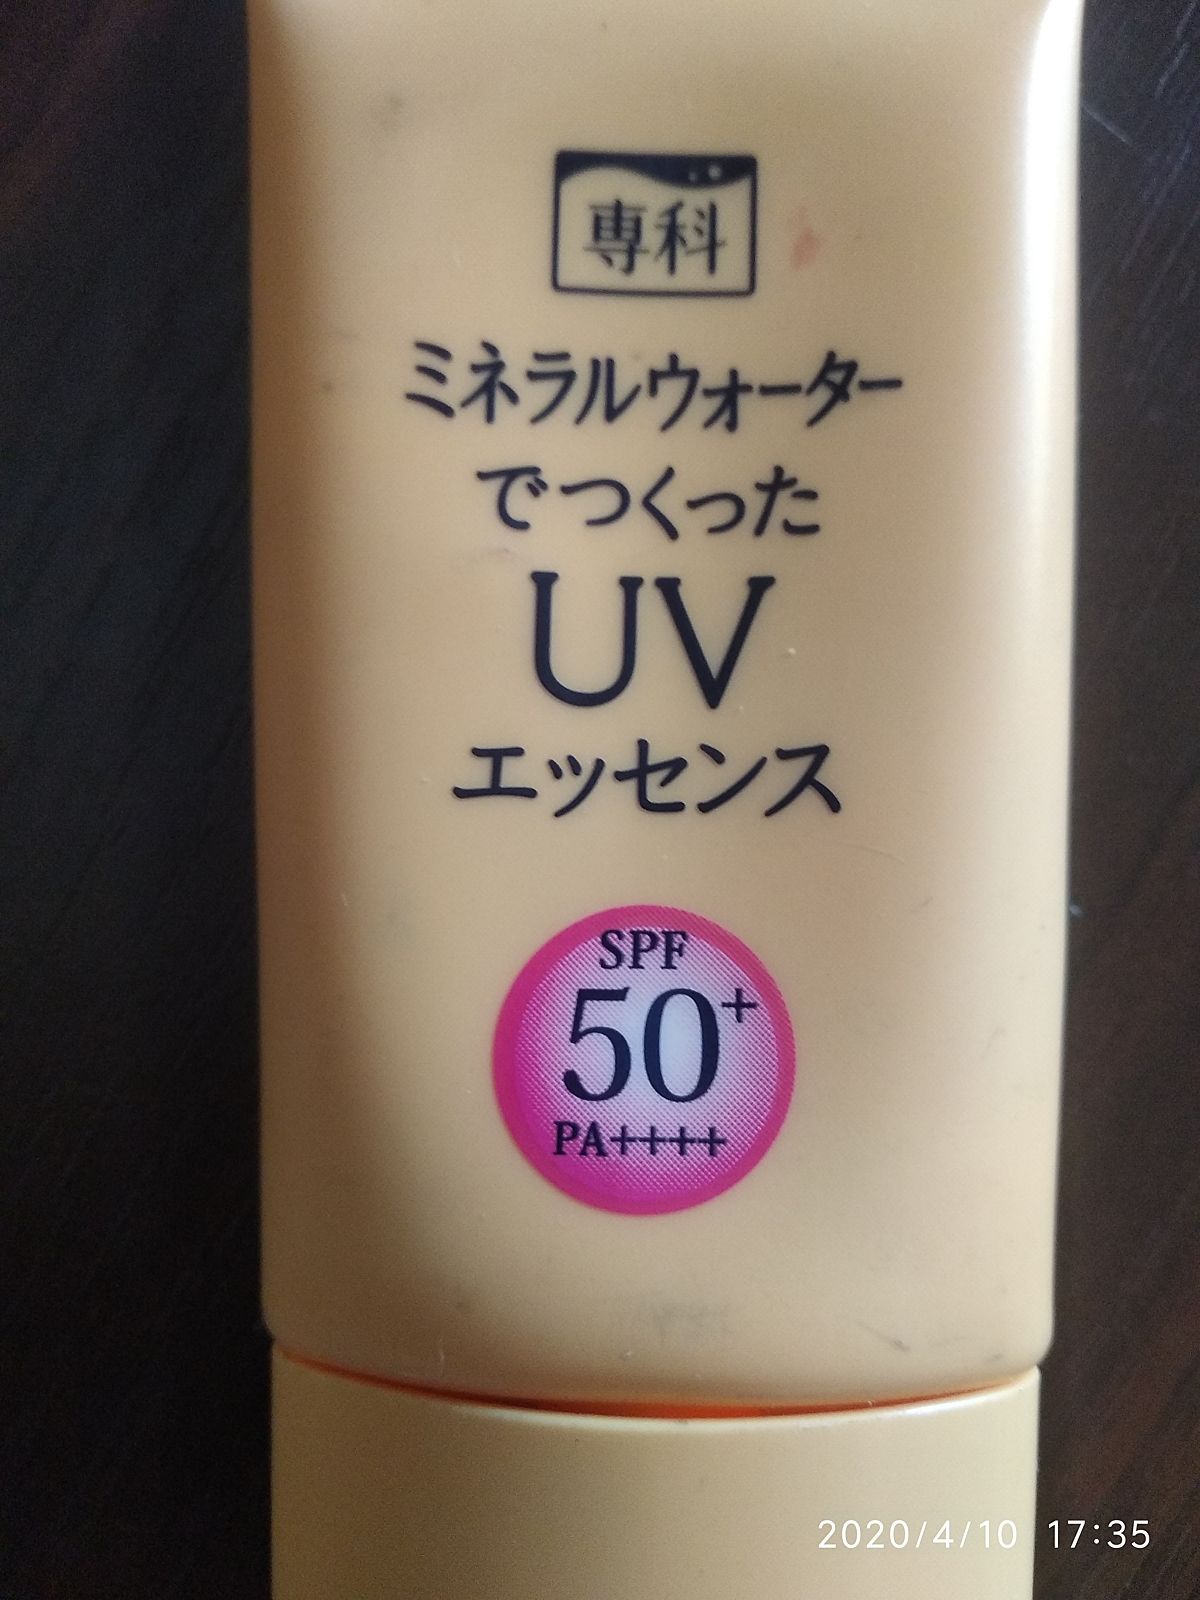 専科
ミネラルウォーター
でつくった
UV
エッセンス
SPF
50+
PA++++
2020/4/10 17:35